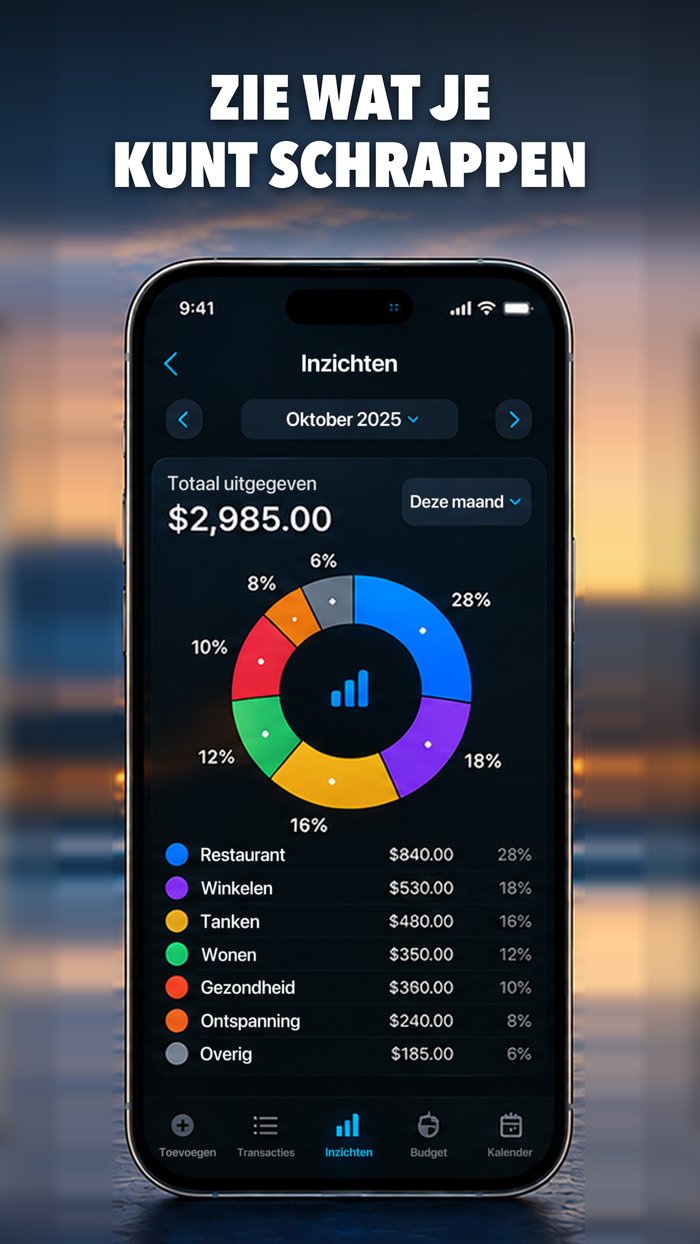 ZIE WAT JE
KUNT SCHRAPPEN
9:41
Inzichten
Oktober 2025
Totaal uitgegeven
$2,985.00
Deze maand
6%
8%
28%
10%
12%
18%
16%
Restaurant $840.00 28%
Winkelen $530.00 18%
Tanken $480.00 16%
Wonen $350.00 12%
Gezondheid $360.00 10%
Ontspanning $240.00 8%
Overig $185.00 6%
Toevoegen Transacties Inzichten Budget Kalender